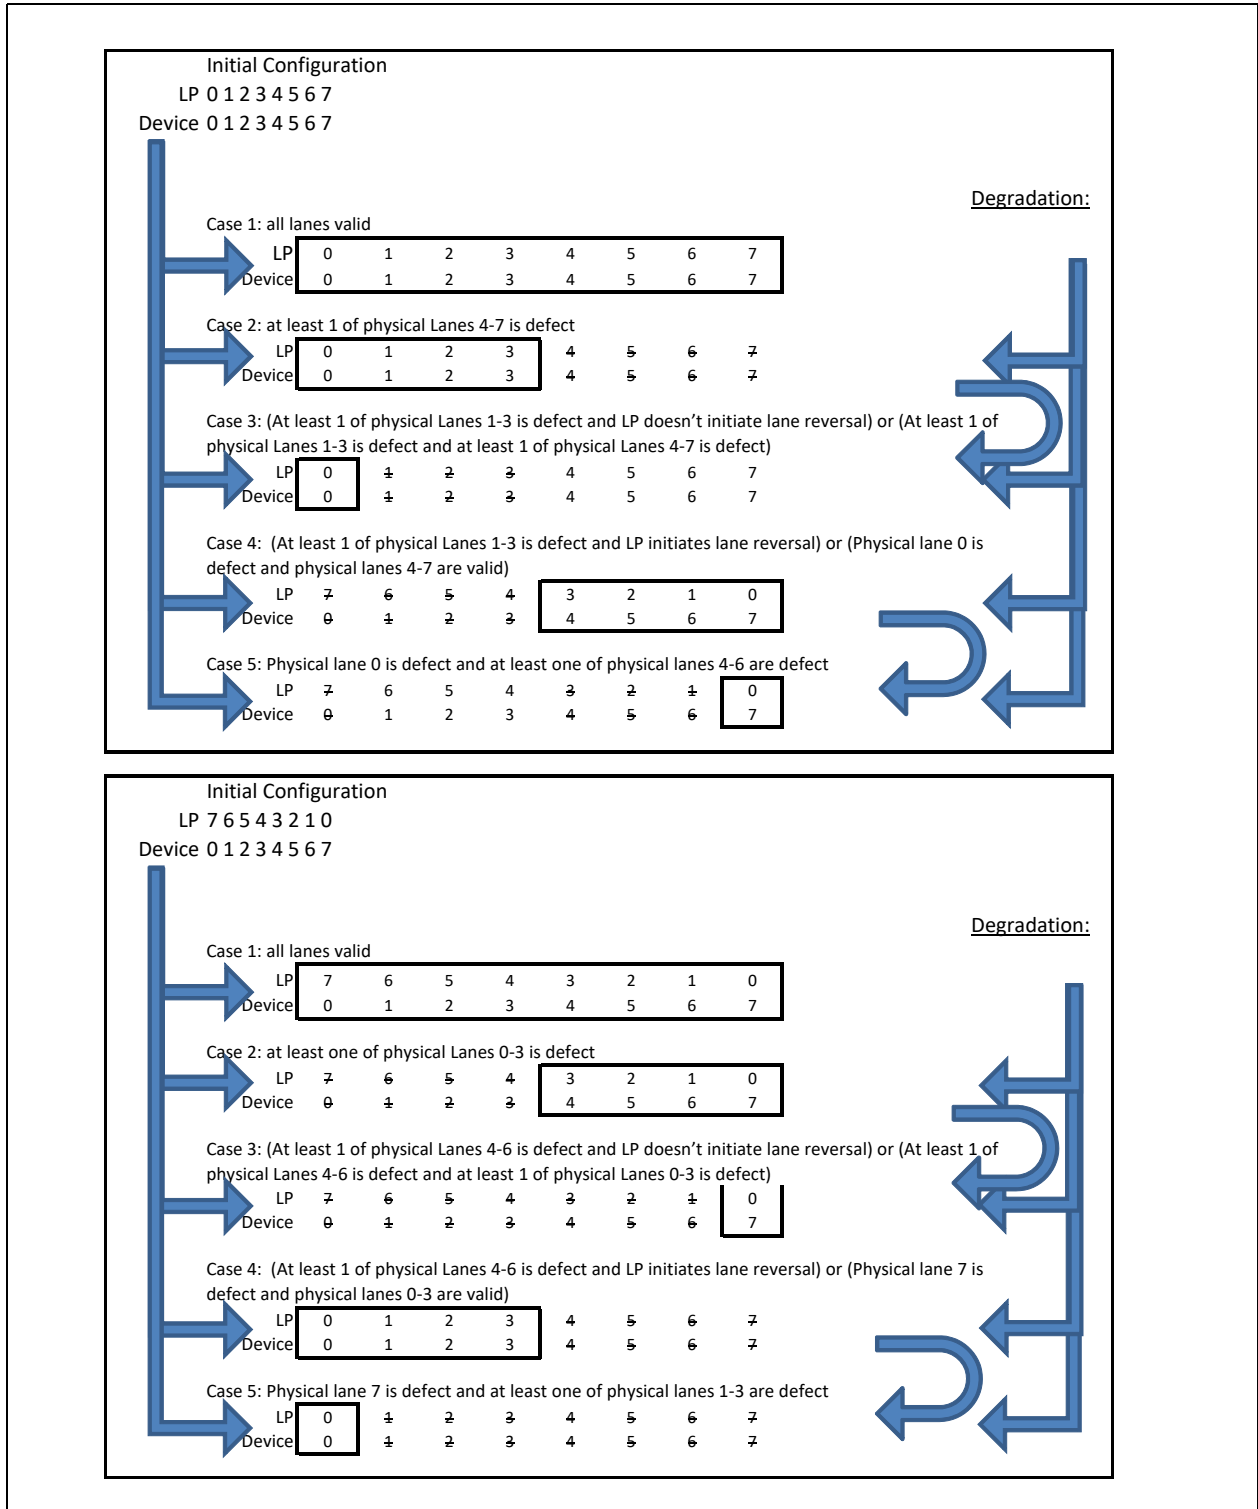 Initial Configuration
LP 0 1 2 3 4 5 6 7
Device 0 1 2 3 4 5 6 7
Degradation:
Case 1: all lanes valid
LP 0 1 2 3 4 5 6 7
Device 0 1 2 3 4 5 6 7
Case 2: at least 1 of physical Lanes 4-7 is defect
LP 0 1 2 3 4 5 6 7
Device 0 1 2 3 4 5 6 7
Case 3: (At least 1 of physical Lanes 1-3 is defect and LP doesn't initiate lane reversal) or (At least 1 of
physical Lanes 1-3 is defect and at least 1 of physical Lanes 4-7 is defect)
LP 0 1 2 3 4 5 6 7
Device 0 1 2 3 4 5 6 7
Case 4: (At least 1 of physical Lanes 1-3 is defect and LP initiates lane reversal) or (Physical lane 0 is
defect and physical lanes 4-7 are valid)
LP 7 6 5 4 3 2 1 0
Device 0 1 2 3 4 5 6 7
Case 5: Physical lane 0 is defect and at least one of physical lanes 4-6 are defect
LP 7 6 5 4 3 2 1 0
Device 0 1 2 3 4 5 6 7
Initial Configuration
LP 7 6 5 4 3 2 1 0
Device 0 1 2 3 4 5 6 7
Degradation:
Case 1: all lanes valid
LP 7 6 5 4 3 2 1 0
Device 0 1 2 3 4 5 6 7
Case 2: at least one of physical Lanes 0-3 is defect
LP 7 6 5 4 3 2 1 0
Device 0 1 2 3 4 5 6 7
Case 3: (At least 1 of physical Lanes 4-6 is defect and LP doesn't initiate lane reversal) or (At least 1 of
physical Lanes 4-6 is defect and at least 1 of physical Lanes 0-3 is defect)
LP 7 6 5 4 3 2 1 0
Device 0 1 2 3 4 5 6 7
Case 4: (At least 1 of physical Lanes 4-6 is defect and LP initiates lane reversal) or (Physical lane 7 is
defect and physical lanes 0-3 are valid)
LP 0 1 2 3 4 5 6 7
Device 0 1 2 3 4 5 6 7
Case 5: Physical lane 7 is defect and at least one of physical lanes 1-3 are defect
LP 0 1 2 3 4 5 6 7
Device 0 1 2 3 4 5 6 7